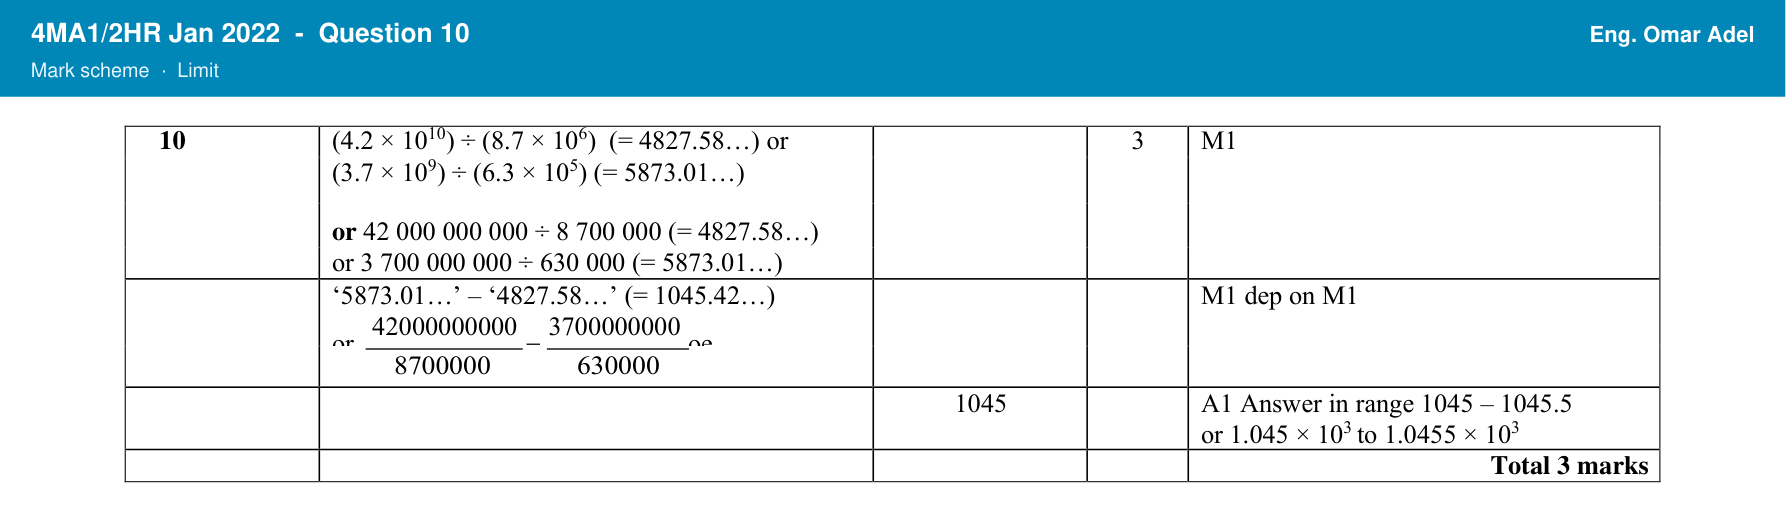 4MA1/2HR Jan 2022 - Question 10
Eng. Omar Adel
Mark scheme · Limit
10
(4.2 × 10¹⁰) ÷ (8.7 × 10⁶) (= 4827.58…) or
3
M1
(3.7 × 10⁹) ÷ (6.3 × 10⁵) (= 5873.01…)
or 42 000 000 000 ÷ 8 700 000 (= 4827.58…)
or 3 700 000 000 ÷ 630 000 (= 5873.01…)
‘5873.01…’ – ‘4827.58…’ (= 1045.42…)
M1 dep on M1
or 42000000000/8700000 – 3700000000/630000 oe
1045
A1 Answer in range 1045 – 1045.5
or 1.045 × 10³ to 1.0455 × 10³
Total 3 marks